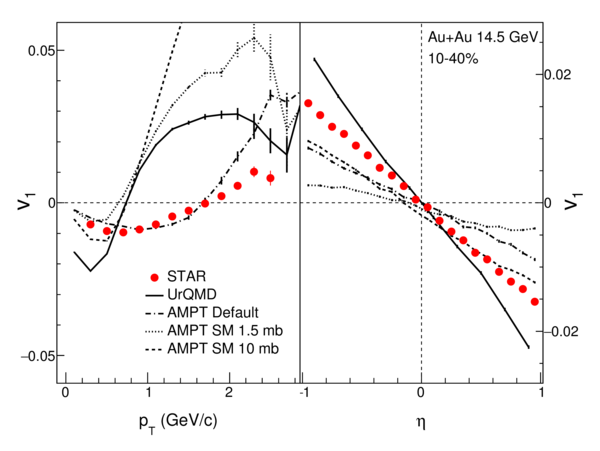 Au+Au 14.5 GeV
10-40%
0.05
0
−0.05
v1
STAR
UrQMD
AMPT Default
AMPT SM 1.5 mb
AMPT SM 10 mb
0.02
0
−0.02
v1
0
1
2
-1
0
1
pT (GeV/c)
η